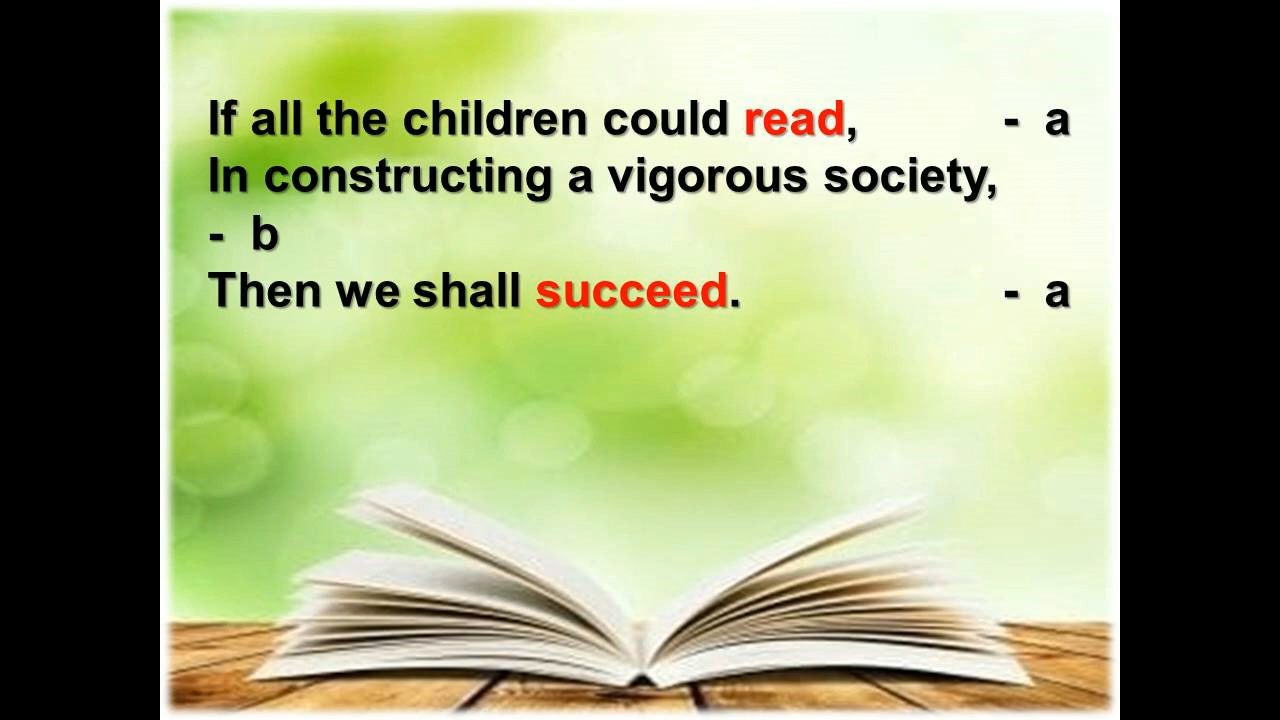 If all the children could read, - a
In constructing a vigorous society,
- b
Then we shall succeed. - a